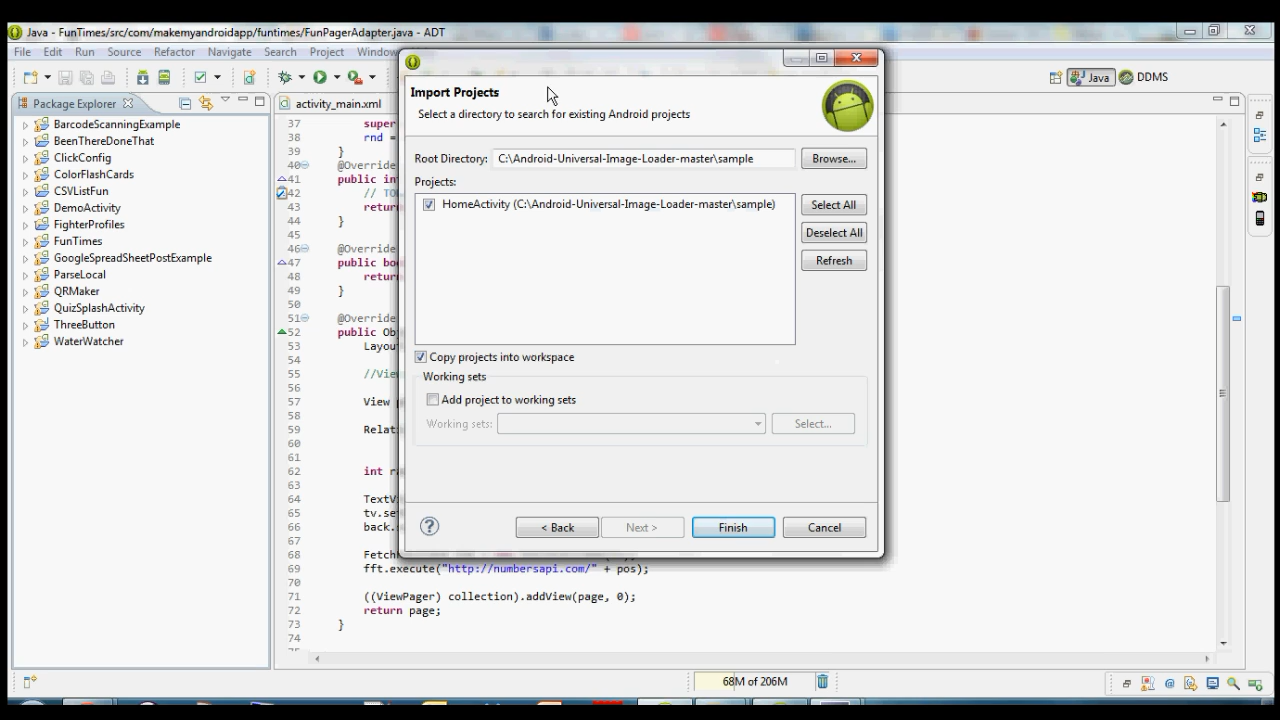 Java - FunTimes/src/com/makemyandroidapp/funtimes/FunPagerAdapter.java - ADT
File Edit Run Source Refactor Navigate Search Project Window
Java DDMS
Package Explorer
BarcodeScanningExample
BeenThereDoneThat
ClickConfig
ColorFlashCards
CSVListFun
DemoActivity
FighterProfiles
FunTimes
GoogleSpreadSheetPostExample
ParseLocal
QRMaker
QuizSplashActivity
ThreeButton
WaterWatcher
activity_main.xml
37 super
38 rnd =
39 }
40 @Override
41 public in
42 //
43 retur
44 }
45
46 @Override
47 public boo
48 retur
49 }
50
51 @Override
52 public Ob
53 Layou
54
55 //Vie
56
57 View p
58
59 Relat
60
61
62 int ra
63
64 TextV
65 tv.se
66 back.
67
68 Fetch
69 fft.execute("http://numbersapi.com/" + pos);
70
71 ((ViewPager) collection).addView(page, 0);
72 return page;
73 }
74
Import Projects
Select a directory to search for existing Android projects
Root Directory: C:\Android-Universal-Image-Loader-master\sample Browse...
Projects:
HomeActivity (C:\Android-Universal-Image-Loader-master\sample)
Select All
Deselect All
Refresh
Copy projects into workspace
Working sets
Add project to working sets
Working sets: Select...
? < Back Next > Finish Cancel
68M of 206M